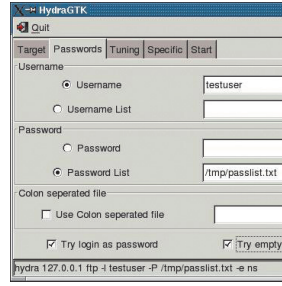 HydraGTK
Quit
Target Passwords Tuning Specific Start
Username
Username testuser
Username List
Password
Password
Password List /tmp/passlist.txt
Colon seperated file
Use Colon seperated file
Try login as password Try empty
hydra 127.0.0.1 ftp -l testuser -P /tmp/passlist.txt -e ns